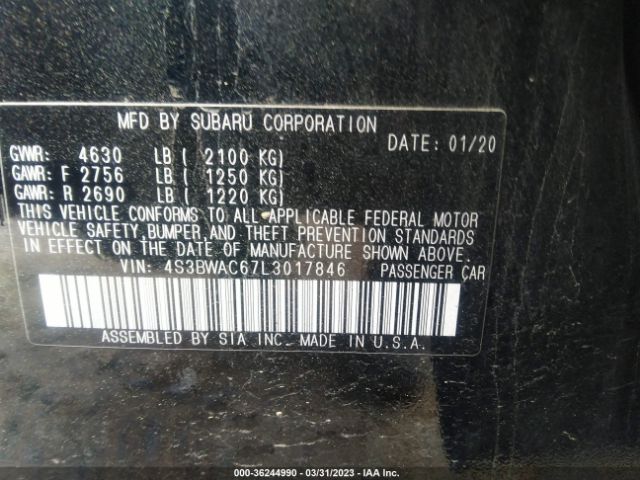 MFD BY SUBARU CORPORATION
DATE: 01/20
GVWR: 4630 LB ( 2100 KG)
GAWR: F 2756 LB ( 1250 KG)
GAWR: R 2690 LB ( 1220 KG)
THIS VEHICLE CONFORMS TO ALL APPLICABLE FEDERAL MOTOR
VEHICLE SAFETY, BUMPER, AND THEFT PREVENTION STANDARDS
IN EFFECT ON THE DATE OF MANUFACTURE SHOWN ABOVE.
VIN: 4S3BWAC67L3017846 PASSENGER CAR
ASSEMBLED BY SIA INC. MADE IN U.S.A.
000-36244990 - 03/31/2023 - IAA Inc.